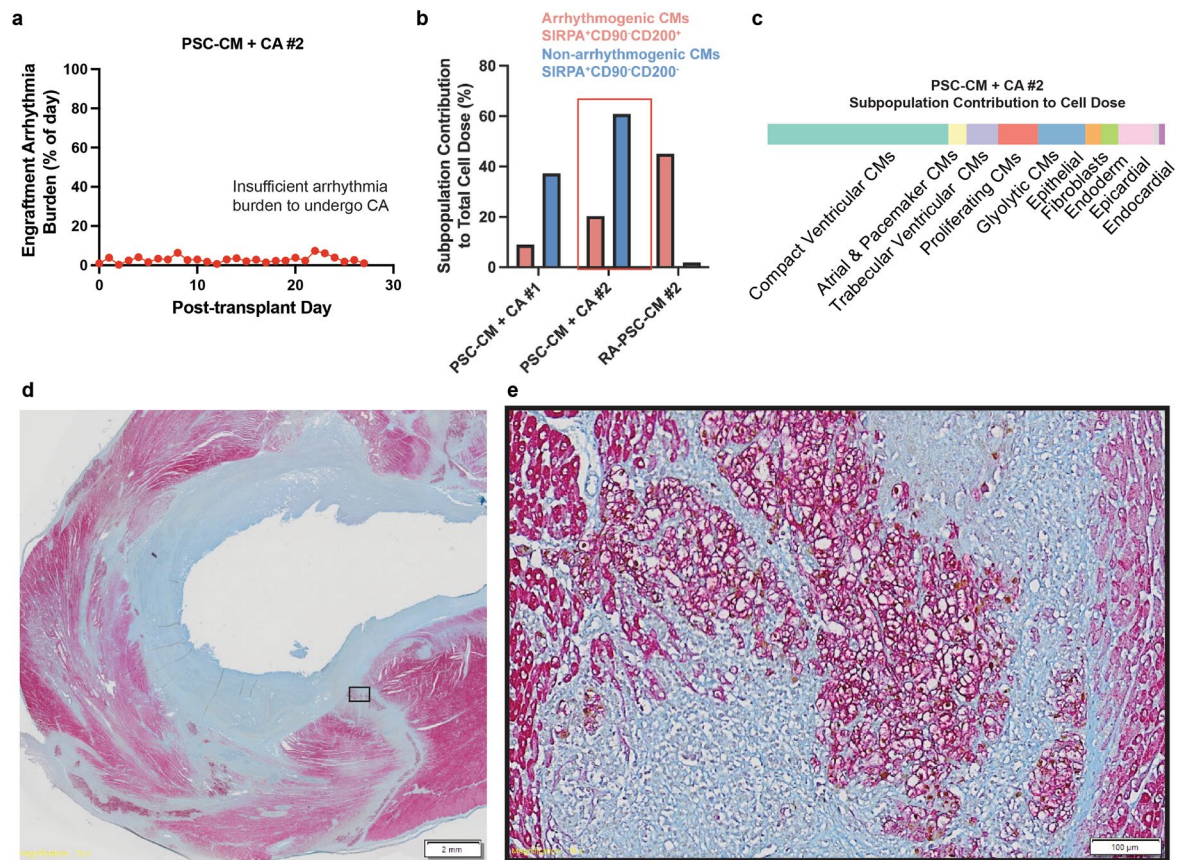 a
PSC-CM + CA #2
Engraftment Arrhythmia
Burden (% of day)
100
80
60
40
20
0
0
10
20
30
Insufficient arrhythmia
burden to undergo CA
Post-transplant Day
b
Arrhythmogenic CMs
SIRPA⁺CD90⁻CD200⁺
Non-arrhythmogenic CMs
SIRPA⁺CD90⁻CD200⁻
Subpopulation Contribution
to Total Cell Dose (%)
80
60
40
20
0
PSC-CM + CA #1
PSC-CM + CA #2
RA-PSC-CM #2
c
PSC-CM + CA #2
Subpopulation Contribution to Cell Dose
Compact Ventricular CMs
Atrial & Pacemaker CMs
Trabecular Ventricular CMs
Proliferating CMs
Glyolytic CMs
Epithelial
Fibroblasts
Endoderm
Epicardial
Endocardial
d
2 mm
e
100 µm